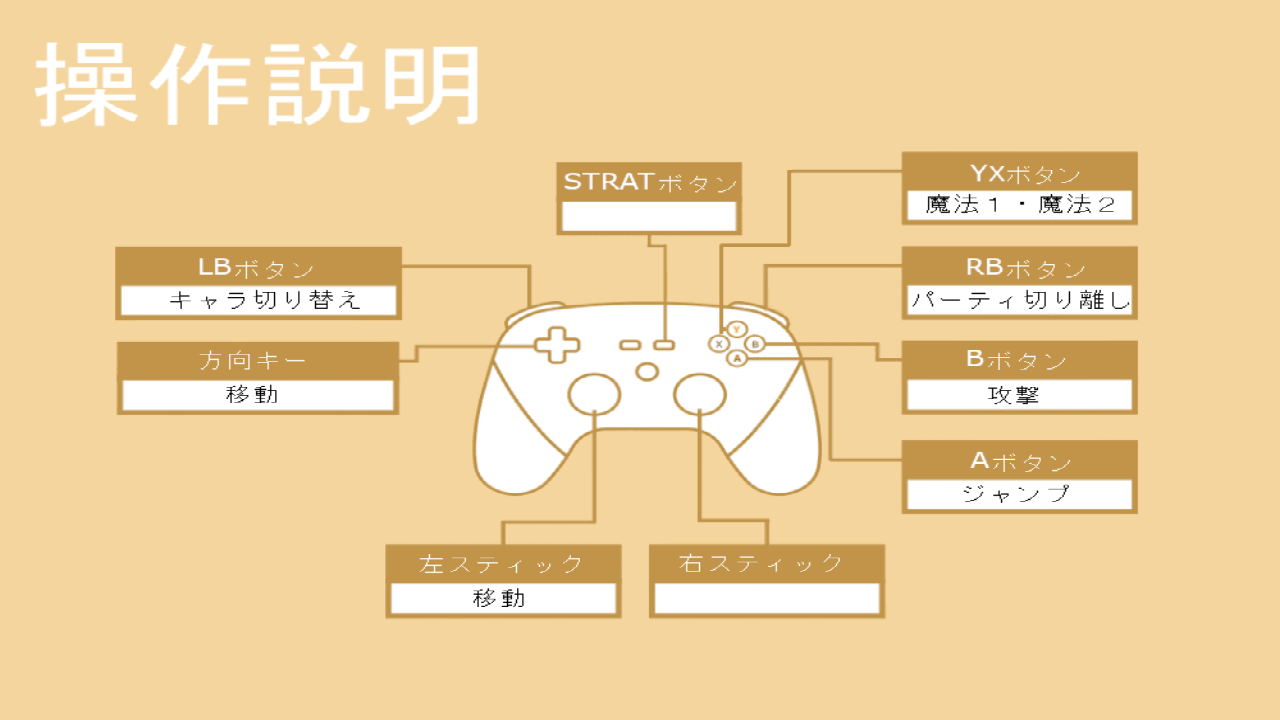 操作説明
STRATボタン
YXボタン
魔法１・魔法２
LBボタン
キャラ切り替え
RBボタン
パーティ切り離し
方向キー
移動
Y
X
B
A
Bボタン
攻撃
Aボタン
ジャンプ
左スティック
移動
右スティック